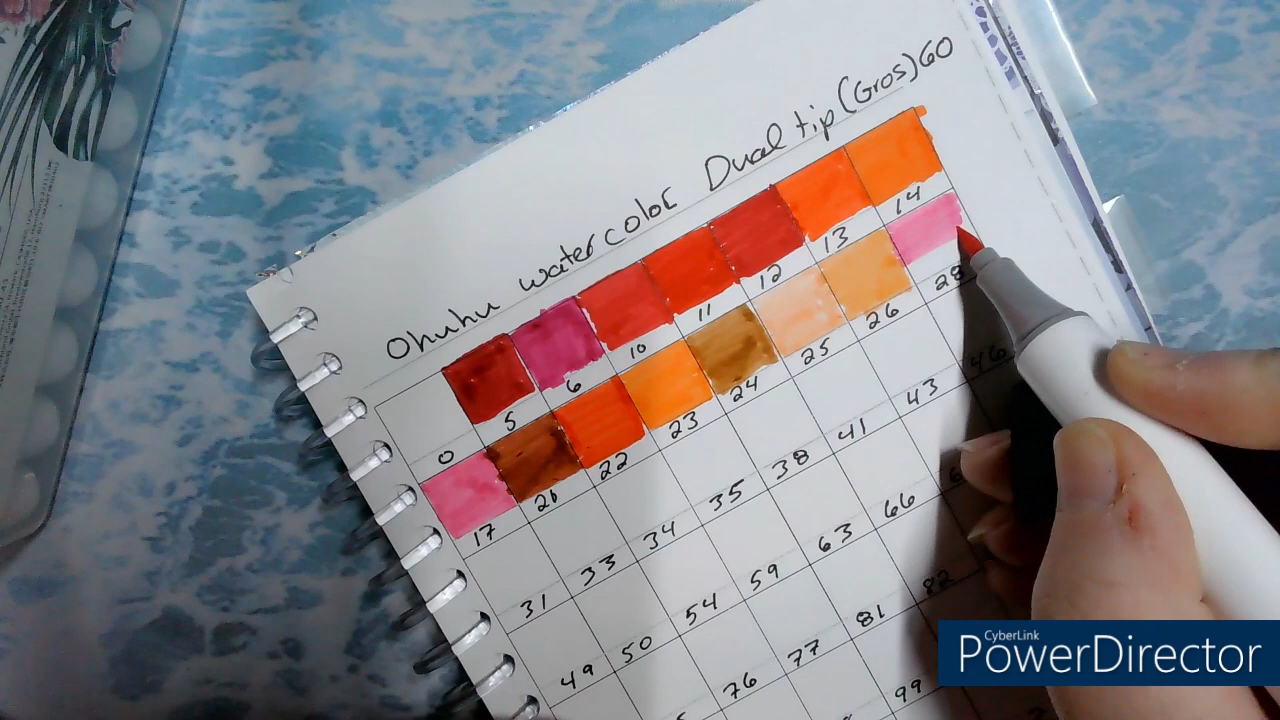 Ohuhu watercolor Dual tip (Gros) 60
0 5 6 10 11 12 13 14
17 20 22 23 24 25 26 28
31 33 34 35 38 41 43 46
49 50 54 59 63 66
76 77 81 82
99
CyberLink
PowerDirector